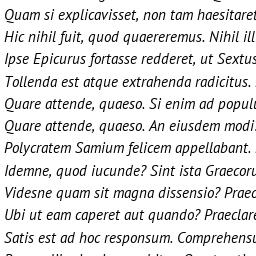 Quam si explicavisset, non tam haesitaret
Hic nihil fuit, quod quaereremus. Nihil ill
Ipse Epicurus fortasse redderet, ut Sextus
Tollenda est atque extrahenda radicitus.
Quare attende, quaeso. Si enim ad popul
Quare attende, quaeso. An eiusdem modi
Polycratem Samium felicem appellabant.
Idemne, quod iucunde? Sint ista Graecoru
Videsne quam sit magna dissensio? Praec
Ubi ut eam caperet aut quando? Praeclare
Satis est ad hoc responsum. Comprehensu